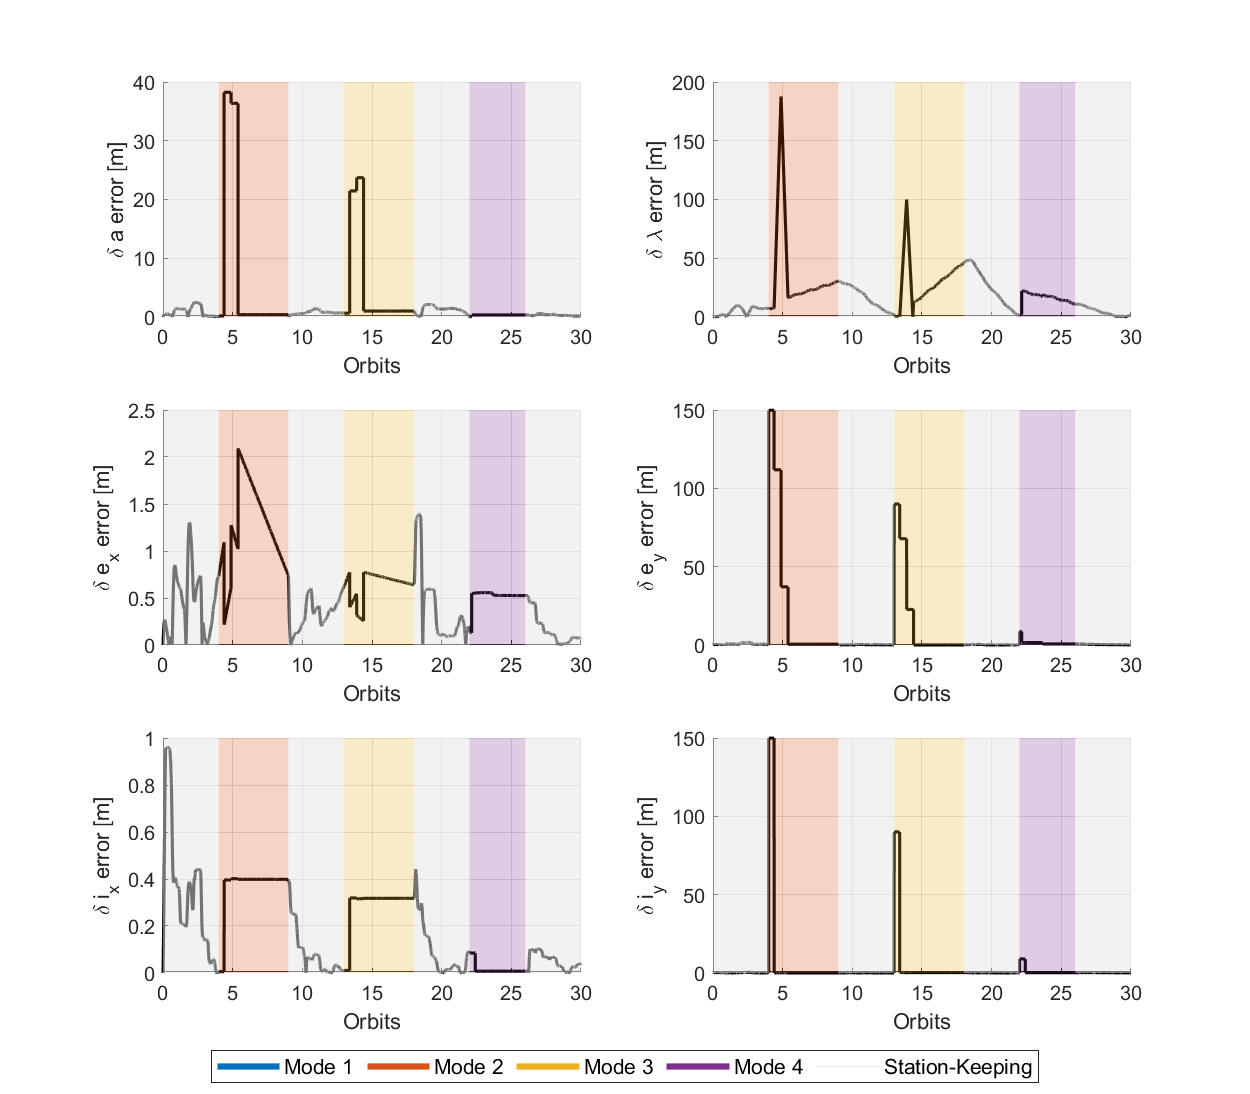 δ a error [m]
40
30
20
10
0
0 5 10 15 20 25 30
Orbits
δ λ error [m]
200
150
100
50
0
0 5 10 15 20 25 30
Orbits
δ e_x error [m]
2.5
2
1.5
1
0.5
0
0 5 10 15 20 25 30
Orbits
δ e_y error [m]
150
100
50
0
0 5 10 15 20 25 30
Orbits
δ i_x error [m]
1
0.8
0.6
0.4
0.2
0
0 5 10 15 20 25 30
Orbits
δ i_y error [m]
150
100
50
0
0 5 10 15 20 25 30
Orbits
Mode 1 Mode 2 Mode 3 Mode 4 Station-Keeping